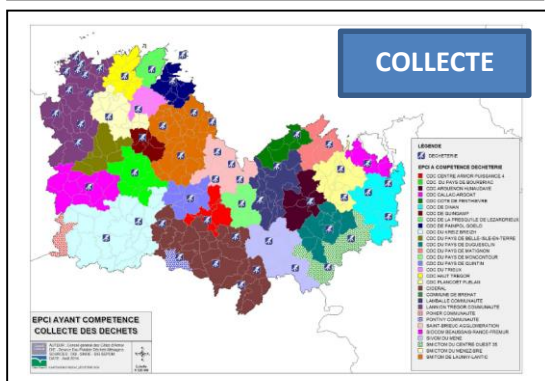 COLLECTE
LÉGENDE
DECHETERIE
EPCI A COMPETENCE DECHETERIE
CDC CENTRE ARMOR PUISSANCE 4
CDC DU PAYS DE BOURBRIAC
CDC ARGUENON HUNAUDAYE
CDC CALLAC-ARGOAT
CDC COTE DE PENTHIEVRE
CDC DE DINAN
CDC DE GUINGAMP
CDC DE LA PRESQU'ILE DE LEZARDRIEUX
CDC DE PAIMPOL GOELO
CDC DU KREIZ BREIZH
CDC DU PAYS DE BELLE-ISLE-EN-TERRE
CDC DU PAYS DE DUGUESCLIN
CDC DU PAYS DE MATIGNON
CDC DU PAYS DE MONCONTOUR
CDC DU PAYS DE QUINTIN
CDC DU TRIEUX
CDC HAUT TREGOR
CDC PLANCOET PLELAN
CIDERAL
COMMUNE DE BREHAT
LAMBALLE COMMUNAUTE
LANNION TREGOR COMMUNAUTE
POHER COMMUNAUTE
PONTIVY COMMUNAUTE
SAINT-BRIEUC AGGLOMERATION
SIVOM DU MENE
SMICTOM DU CENTRE OUEST 35
SMICTOM DU MENEZ BRE
SMITOM DE LAUNAY-LANTIC
EPCI AYANT COMPETENCE
COLLECTE DES DECHETS